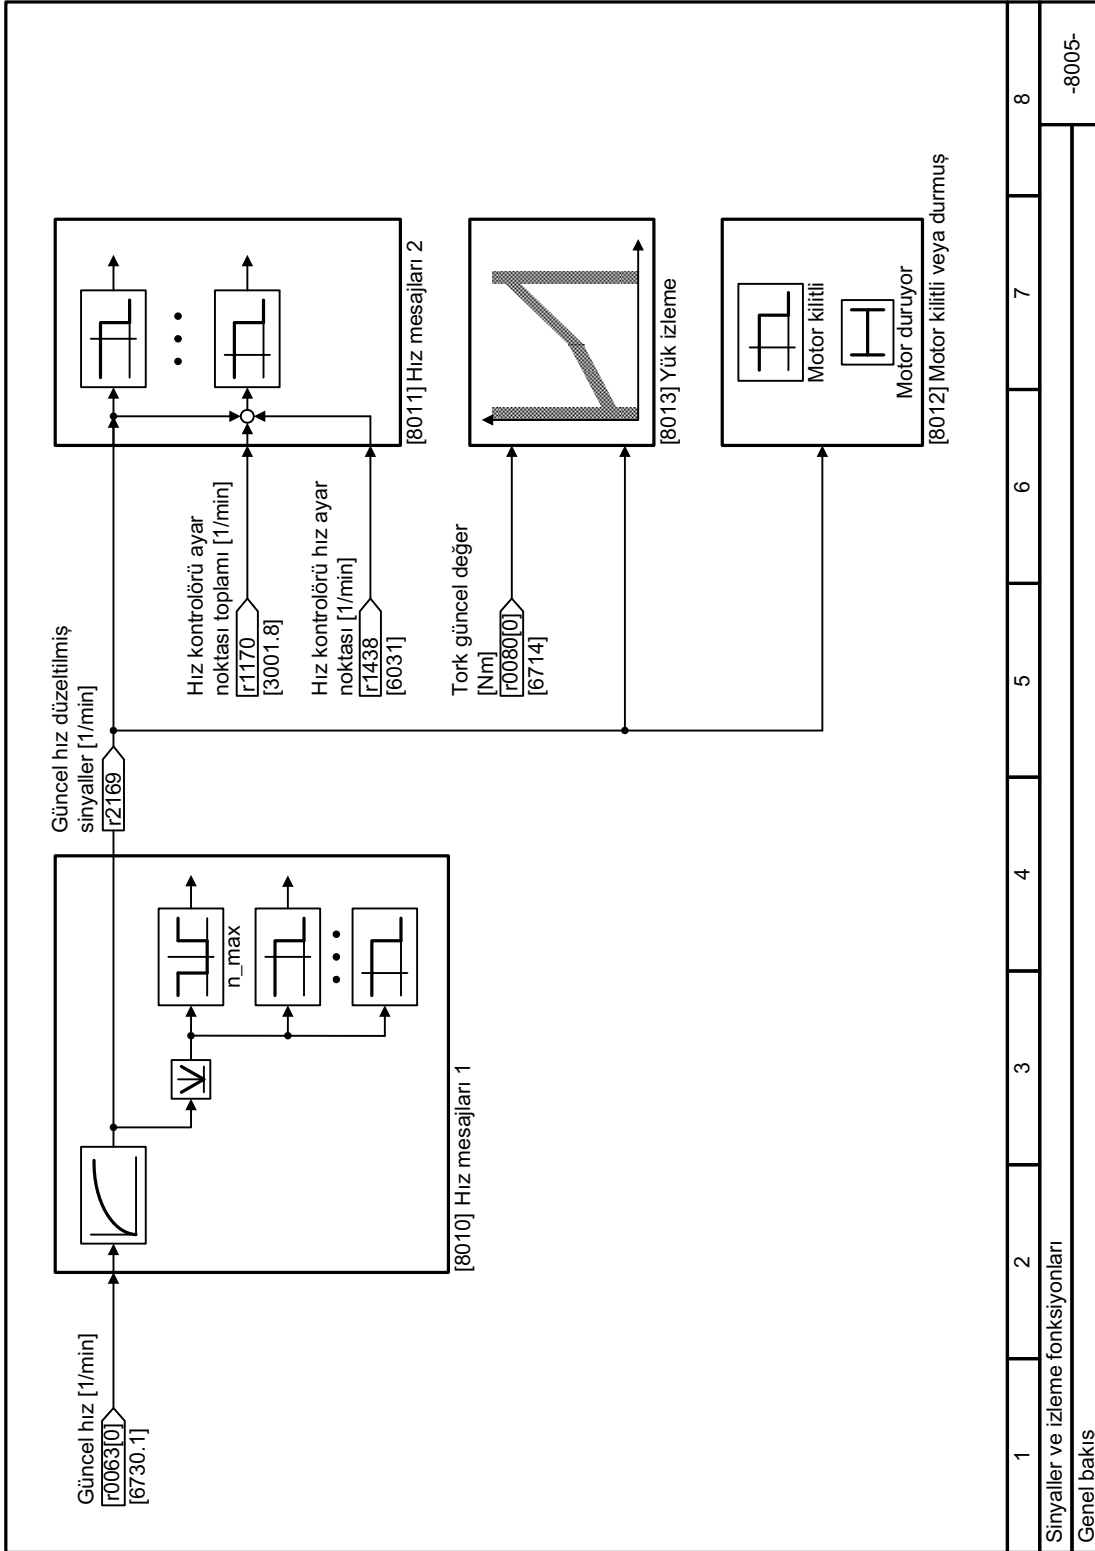 Güncel hız [1/min]
r0063[0]
[6730.1]
[8010] Hız mesajları 1
n_max
Güncel hız düzeltilmiş
sinyaller [1/min]
r2169
Hız kontrolörü ayar
noktası toplamı [1/min]
r1170
[3001.8]
Hız kontrolörü hız ayar
noktası [1/min]
r1438
[6031]
[8011] Hız mesajları 2
Tork güncel değer
[Nm]
r0080[0]
[6714]
[8013] Yük izleme
Motor kilitli
Motor duruyor
[8012] Motor kilitli veya durmuş
1 2 3 4 5 6 7 8
Sinyaller ve izleme fonksiyonları
-8005-
Genel bakış